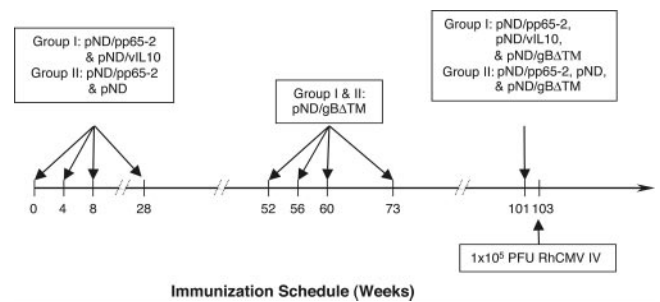 Group I: pND/pp65-2
& pND/vIL10
Group II: pND/pp65-2
& pND
Group I & II:
pND/gBΔTM
Group I: pND/pp65-2,
pND/vIL10,
& pND/gBΔTM
Group II: pND/pp65-2, pND,
& pND/gBΔTM
0 4 8 28 52 56 60 73 101 103
1x10⁵ PFU RhCMV IV
Immunization Schedule (Weeks)